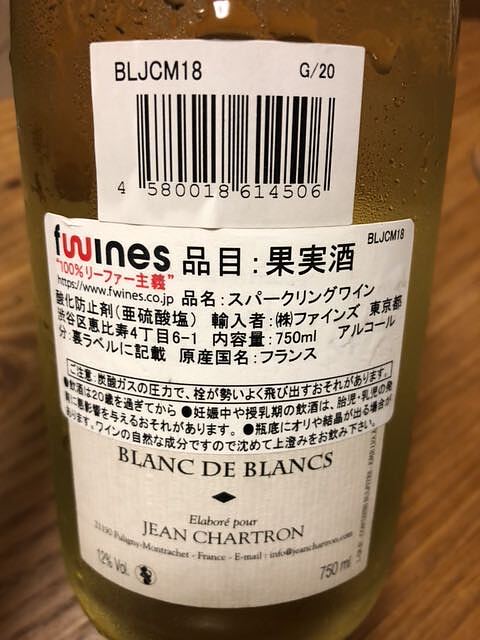 BLJCM18 G/20
4 580018 614506
fwines 品目:果実酒 BLJCM18
"100%リーファー主義"
https://www.fwines.co.jp 品名:スパークリングワイン
酸化防止剤(亜硫酸塩) 輸入者:㈱ファインズ 東京都
渋谷区恵比寿4丁目6-1 内容量:750ml アルコール
分:裏ラベルに記載 原産国名:フランス
ご注意:炭酸ガスの圧力で、栓が勢いよく飛び出すおそれがあります。
●飲酒は20歳を過ぎてから ●妊娠中や授乳期の飲酒は、胎児・乳児の発
育に悪影響を与えるおそれがあります。 ●瓶底にオリや結晶が出る場合が
あります。ワインの自然な成分ですので沈めて上澄みをお飲み下さい。
BLANC DE BLANCS
Elaboré pour
JEAN CHARTRON
21190 Puligny-Montrachet - France - E-mail : info@jeanchartron.com
12% Vol. 750 ml